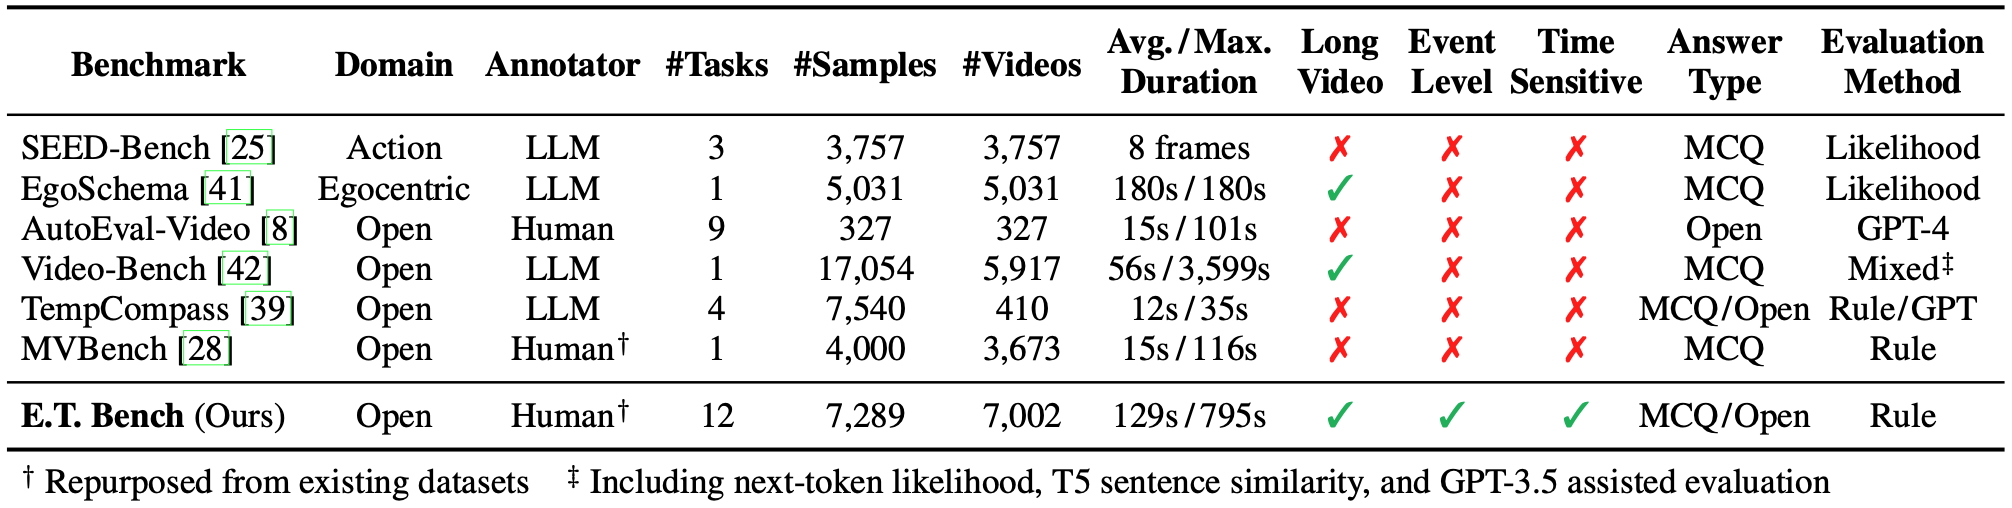 Benchmark Domain Annotator #Tasks #Samples #Videos Avg. / Max. Duration Long Video Event Level Time Sensitive Answer Type Evaluation Method
SEED-Bench [25] Action LLM 3 3,757 3,757 8 frames ✗ ✗ ✗ MCQ Likelihood
EgoSchema [41] Egocentric LLM 1 5,031 5,031 180s / 180s ✓ ✗ ✗ MCQ Likelihood
AutoEval-Video [8] Open Human 9 327 327 15s / 101s ✗ ✗ ✗ Open GPT-4
Video-Bench [42] Open LLM 1 17,054 5,917 56s / 3,599s ✓ ✗ ✗ MCQ Mixed‡
TempCompass [39] Open LLM 4 7,540 410 12s / 35s ✗ ✗ ✗ MCQ/Open Rule/GPT
MVBench [28] Open Human† 1 4,000 3,673 15s / 116s ✗ ✗ ✗ MCQ Rule
E.T. Bench (Ours) Open Human† 12 7,289 7,002 129s / 795s ✓ ✓ ✓ MCQ/Open Rule
† Repurposed from existing datasets ‡ Including next-token likelihood, T5 sentence similarity, and GPT-3.5 assisted evaluation